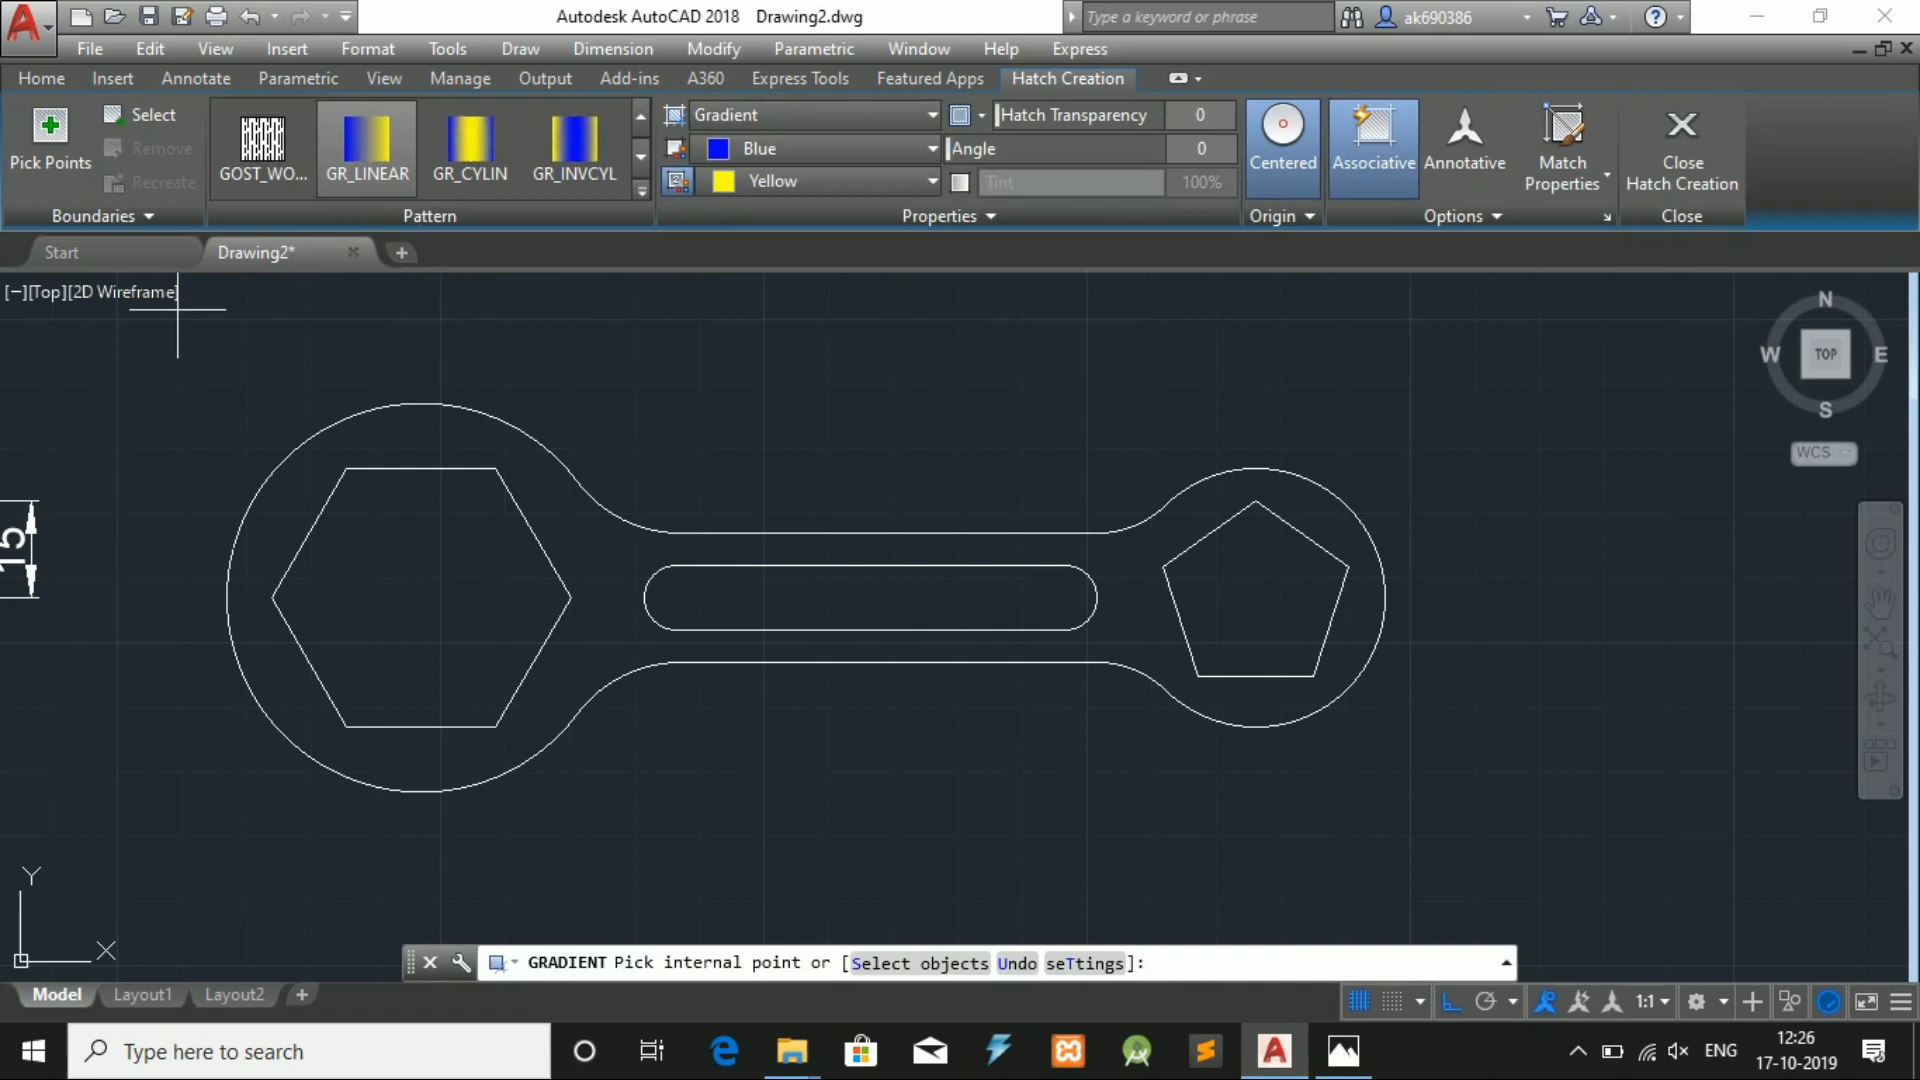 Autodesk AutoCAD 2018 Drawing2.dwg
Type a keyword or phrase
ak690386
File Edit View Insert Format Tools Draw Dimension Modify Parametric Window Help Express
Home Insert Annotate Parametric View Manage Output Add-ins A360 Express Tools Featured Apps Hatch Creation
Pick Points
Select
Remove
Recreate
Boundaries
GOST_WO...
GR_LINEAR
GR_CYLIN
GR_INVCYL
Pattern
Gradient
Blue
Yellow
Hatch Transparency 0
Angle 0
Tint 100%
Properties
Centered
Origin
Associative
Annotative
Match
Properties
Options
Close
Hatch Creation
Close
Start
Drawing2*
[−][Top][2D Wireframe]
N
W
TOP
E
S
WCS
15
Y
X
GRADIENT Pick internal point or [Select objects Undo seTtings]:
Model Layout1 Layout2
1:1
Type here to search
ENG
12:26
17-10-2019